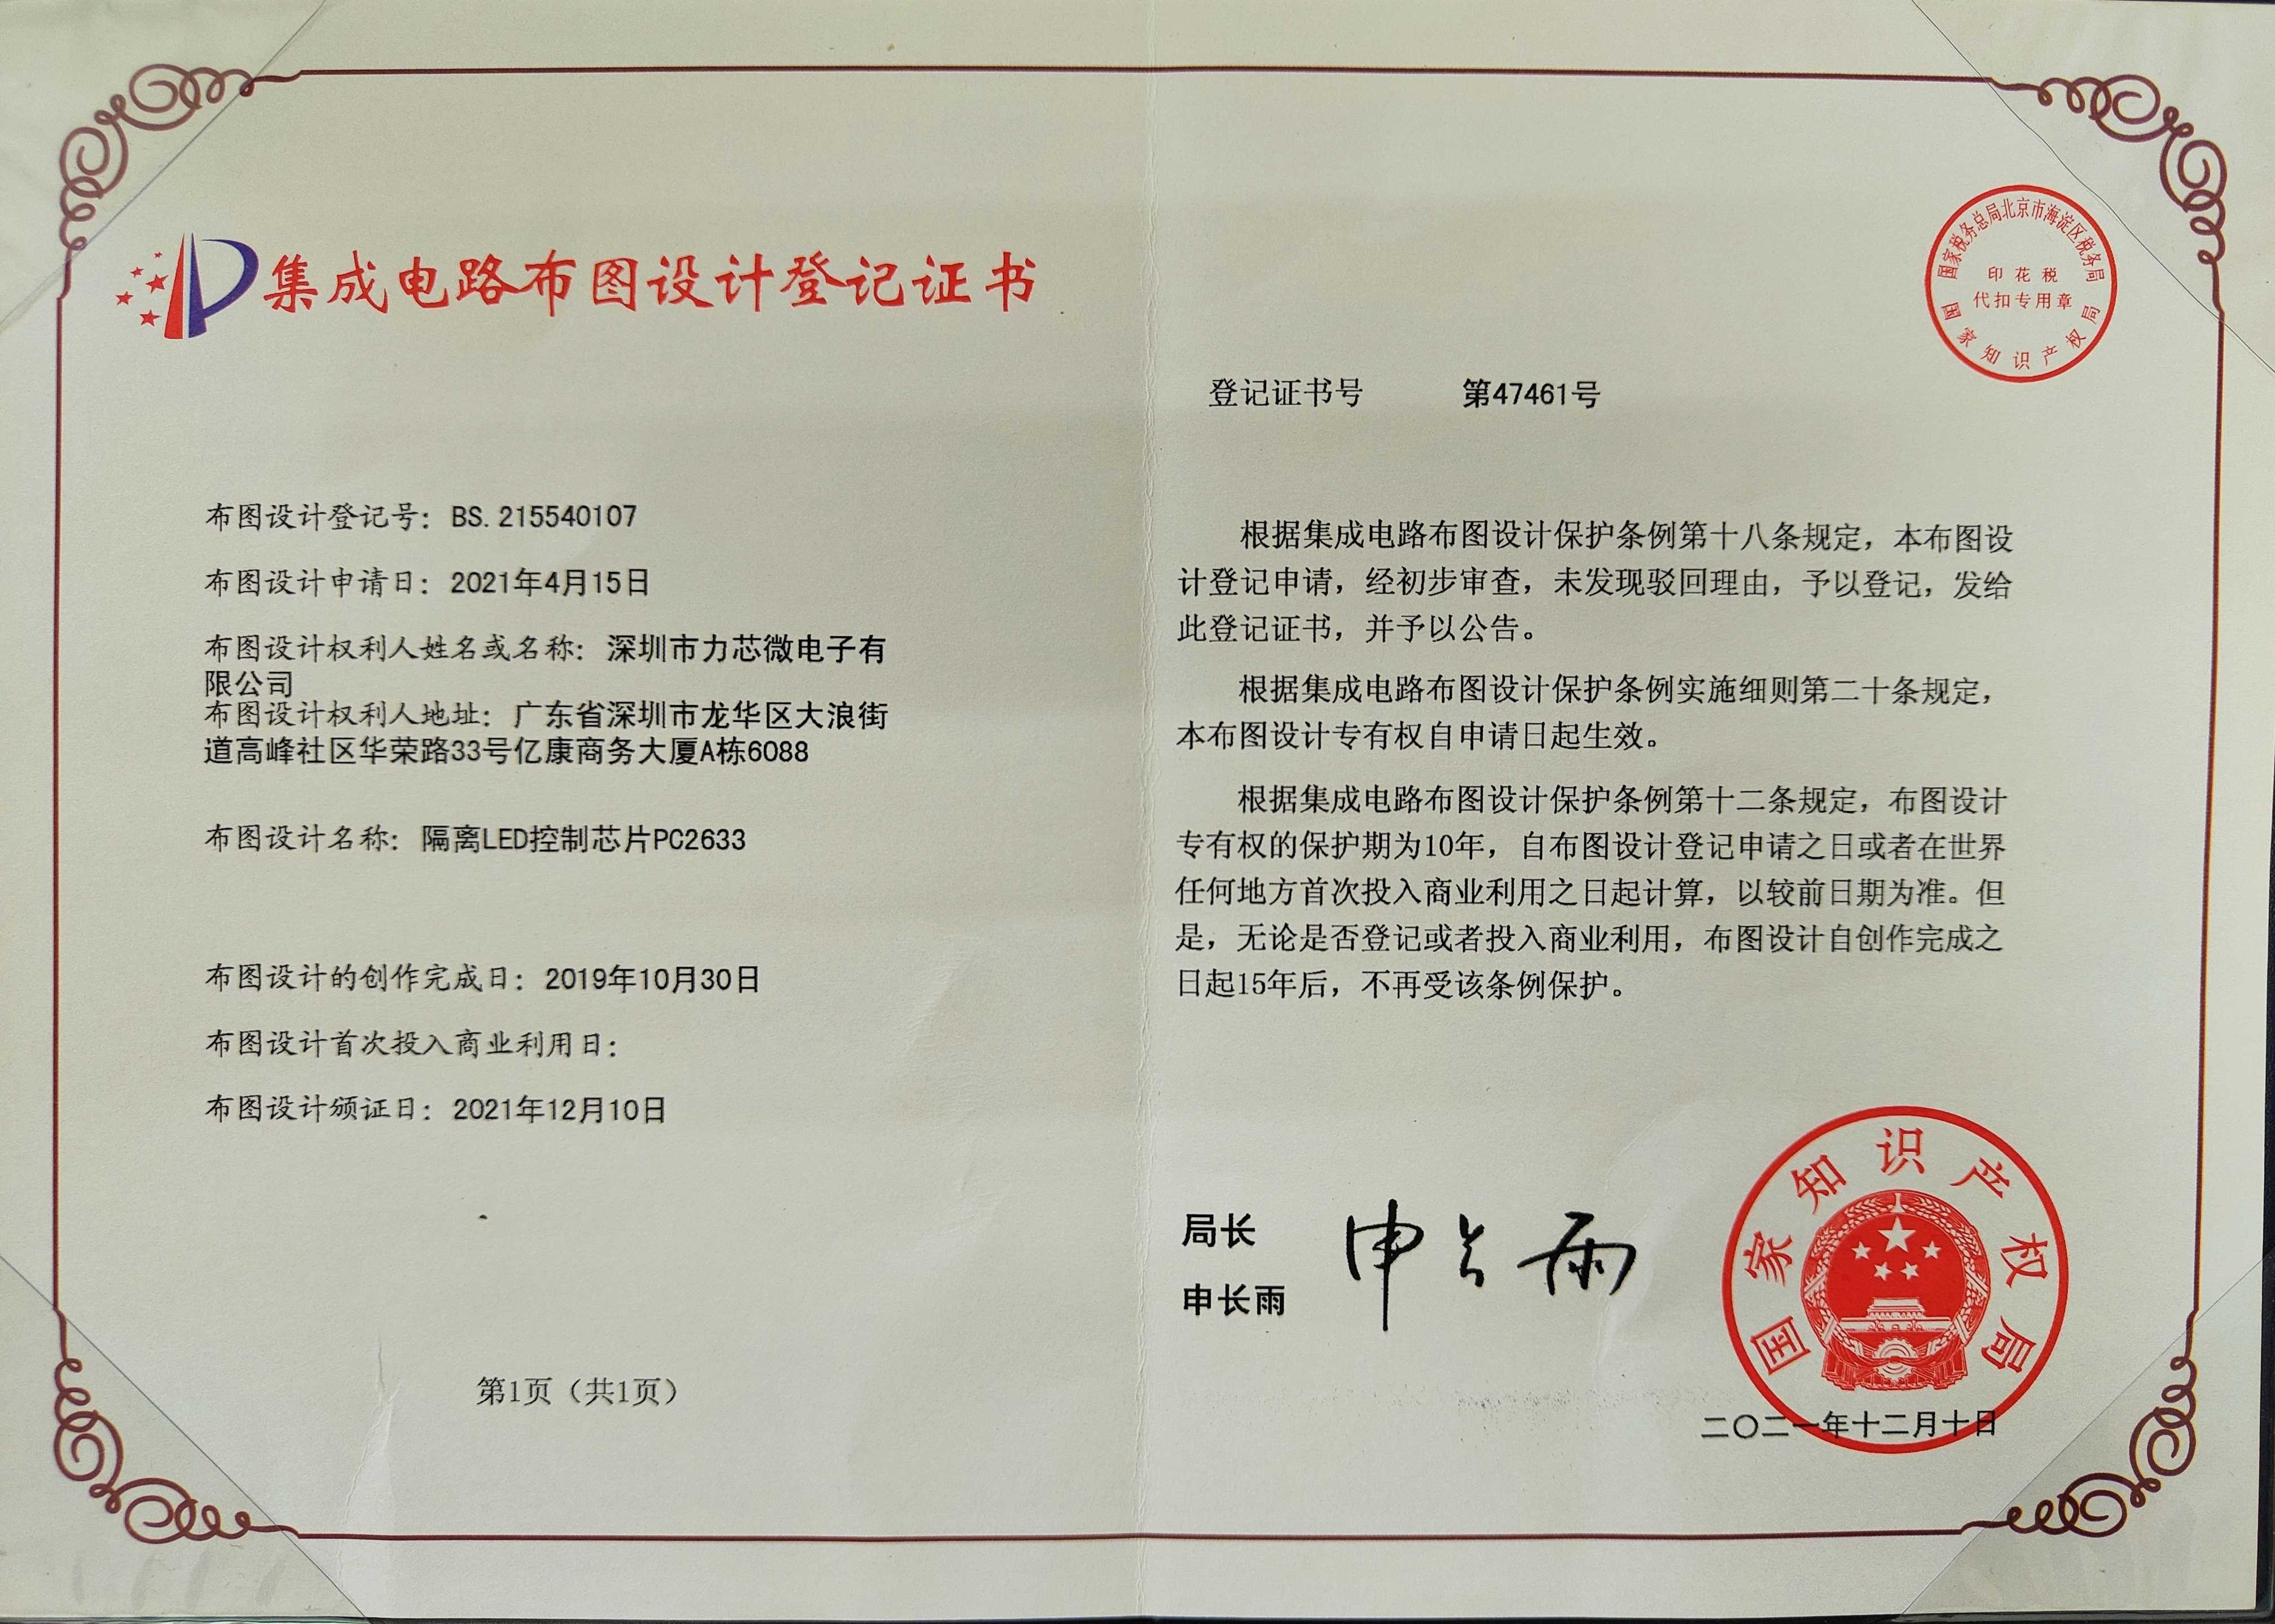 集成电路布图设计登记证书
布图设计登记号：BS.215540107
布图设计申请日：2021年4月15日
布图设计权利人姓名或名称：深圳市力芯微电子有
限公司
布图设计权利人地址：广东省深圳市龙华区大浪街
道高峰社区华荣路33号亿康商务大厦A栋6088
布图设计名称：隔离LED控制芯片PC2633
布图设计的创作完成日：2019年10月30日
布图设计首次投入商业利用日：
布图设计颁证日：2021年12月10日
第1页（共1页）
国家税务总局北京市海淀区税务局
印花税
代扣专用章
国家知识产权局
登记证书号 第47461号
根据集成电路布图设计保护条例第十八条规定，本布图设
计登记申请，经初步审查，未发现驳回理由，予以登记，发给
此登记证书，并予以公告。
根据集成电路布图设计保护条例实施细则第二十条规定，
本布图设计专有权自申请日起生效。
根据集成电路布图设计保护条例第十二条规定，布图设计
专有权的保护期为10年，自布图设计登记申请之日或者在世界
任何地方首次投入商业利用之日起计算，以较前日期为准。但
是，无论是否登记或者投入商业利用，布图设计自创作完成之
日起15年后，不再受该条例保护。
局长
申长雨
申长雨
国家知识产权局
二〇二一年十二月十日